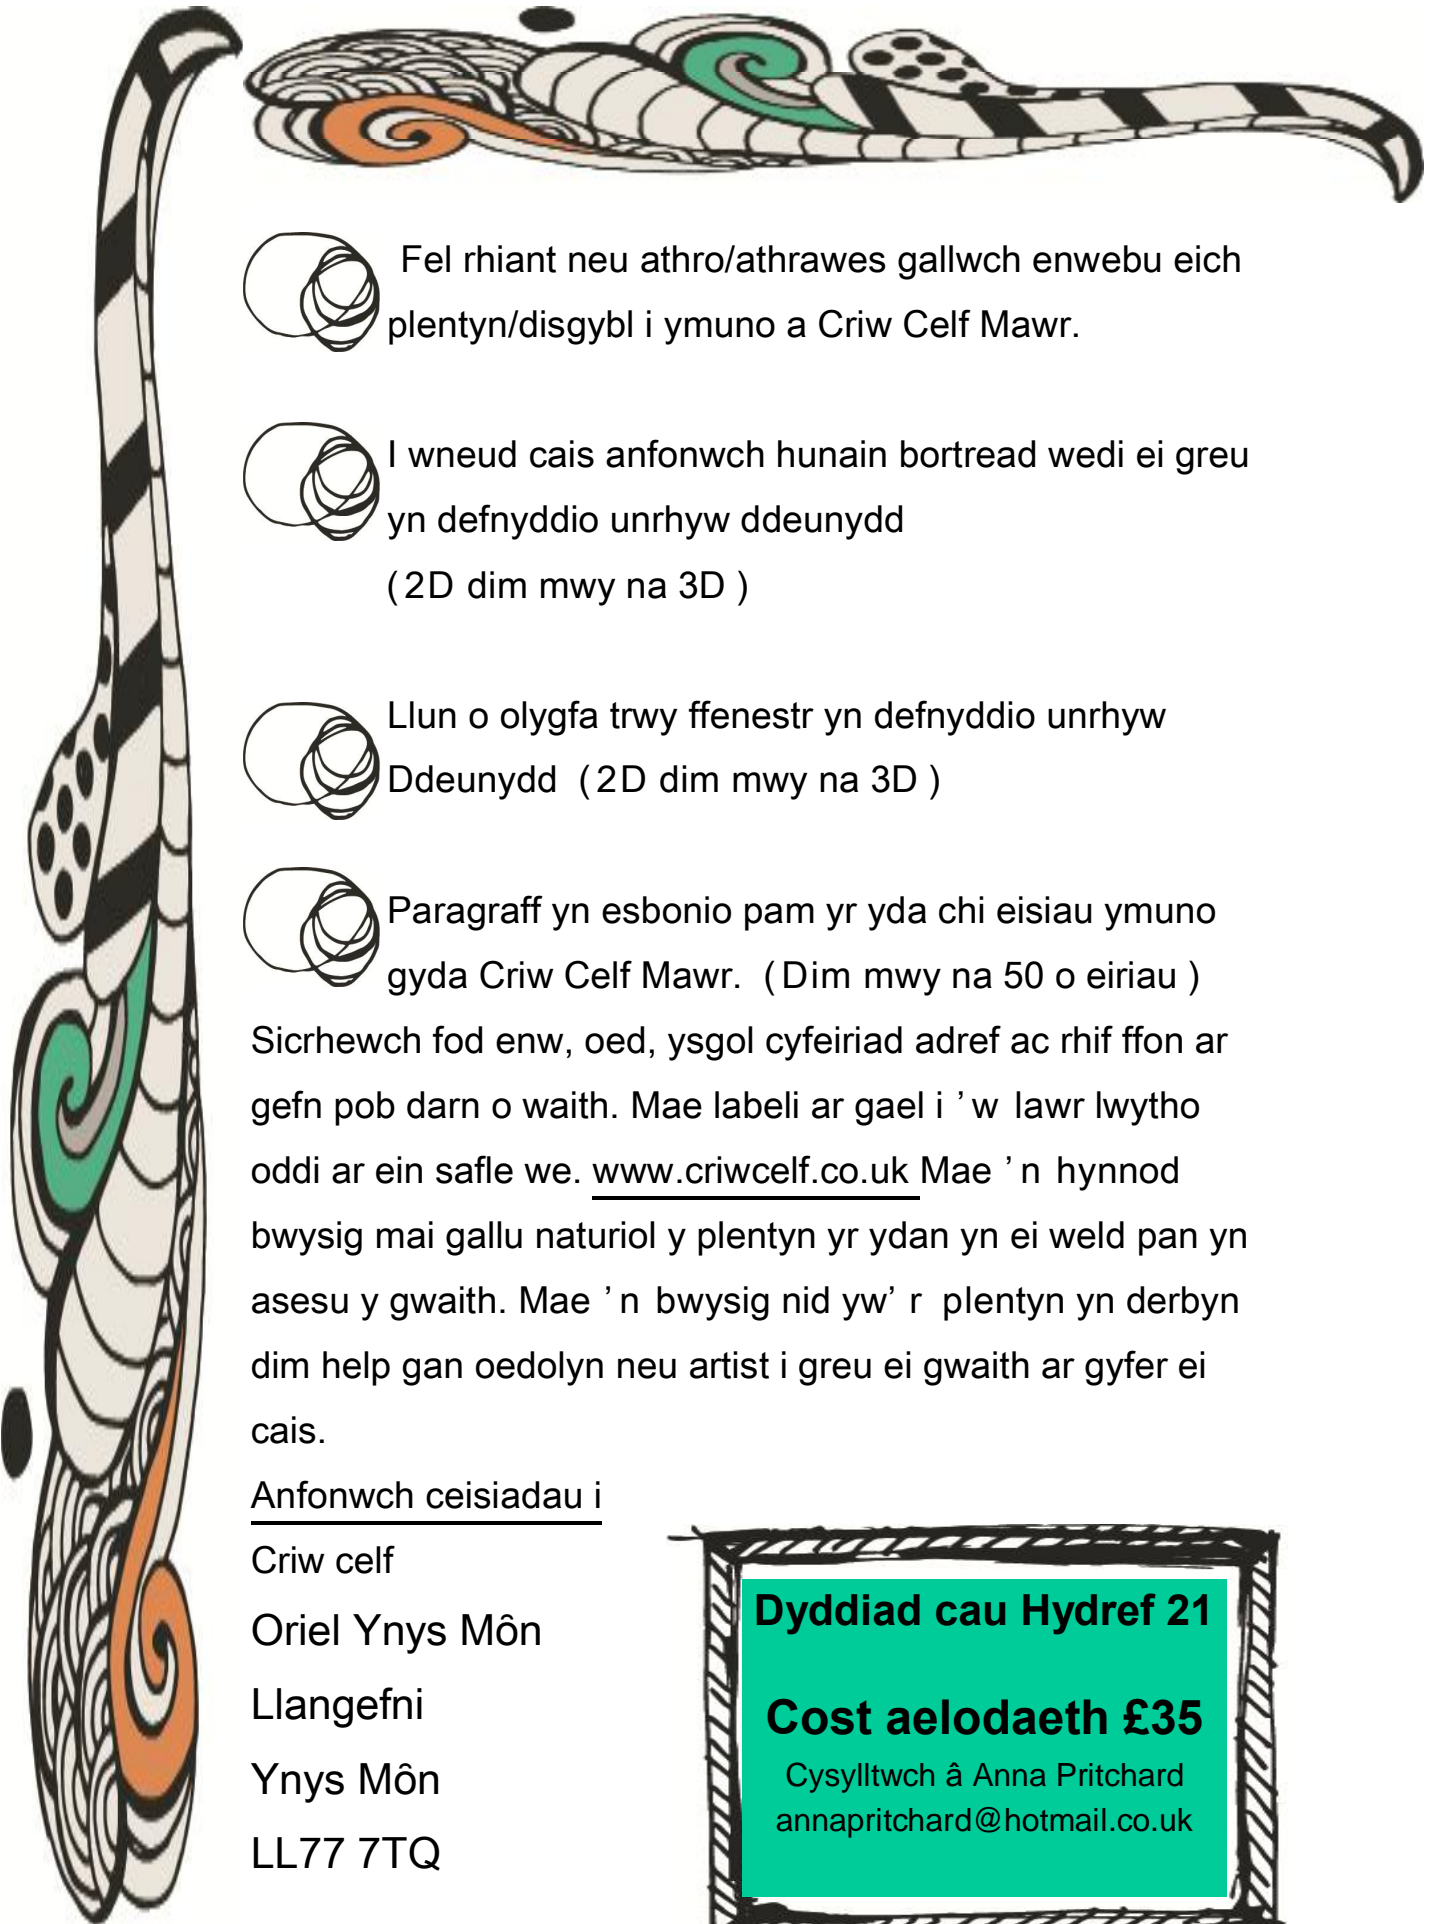 Fel rhiant neu athro/athrawes gallwch enwebu eich
plentyn/disgybl i ymuno a Criw Celf Mawr.
I wneud cais anfonwch hunain bortread wedi ei greu
yn defnyddio unrhyw ddeunydd
(2D dim mwy na 3D )
Llun o olygfa trwy ffenestr yn defnyddio unrhyw
Ddeunydd (2D dim mwy na 3D )
Paragraff yn esbonio pam yr yda chi eisiau ymuno
gyda Criw Celf Mawr. (Dim mwy na 50 o eiriau )
Sicrhewch fod enw, oed, ysgol cyfeiriad adref ac rhif ffon ar
gefn pob darn o waith. Mae labeli ar gael i ’w lawr lwytho
oddi ar ein safle we. www.criwcelf.co.uk Mae ’n hynnod
bwysig mai gallu naturiol y plentyn yr ydan yn ei weld pan yn
asesu y gwaith. Mae ’n bwysig nid yw’ r plentyn yn derbyn
dim help gan oedolyn neu artist i greu ei gwaith ar gyfer ei
cais.
Anfonwch ceisiadau i
Criw celf
Oriel Ynys Môn
Llangefni
Ynys Môn
LL77 7TQ
Dyddiad cau Hydref 21
Cost aelodaeth £35
Cysylltwch â Anna Pritchard
annapritchard@hotmail.co.uk